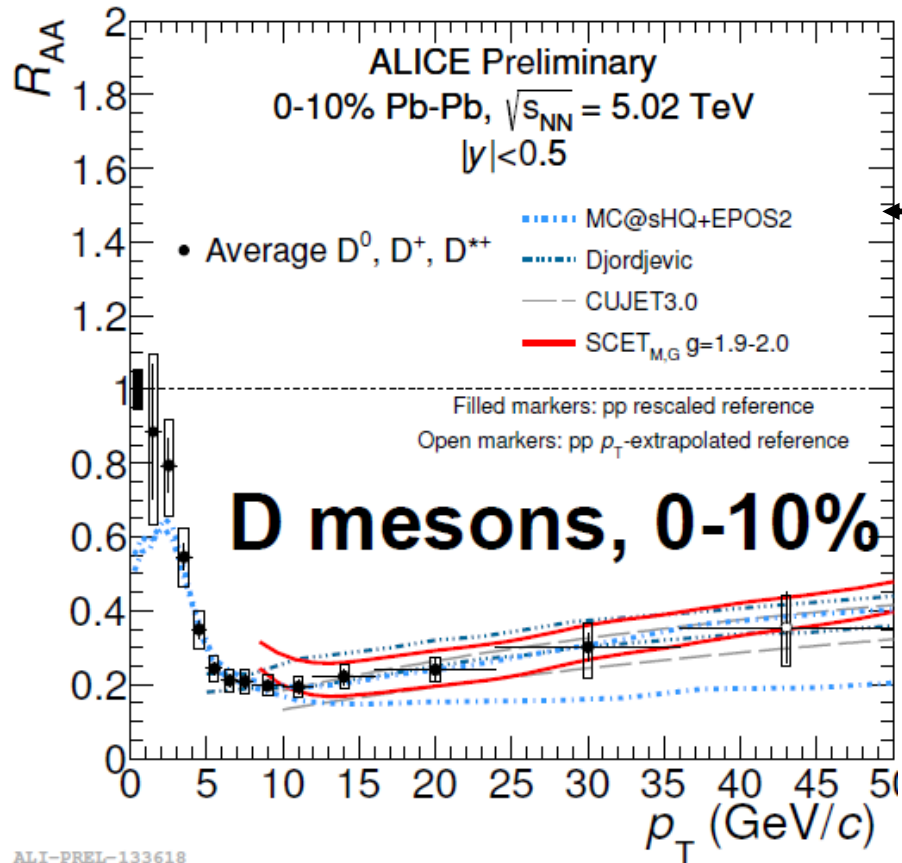 R_AA
2
1.8
1.6
1.4
1.2
1
0.8
0.6
0.4
0.2
0
ALICE Preliminary
0-10% Pb-Pb, √s_NN = 5.02 TeV
|y|<0.5
Average D⁰, D⁺, D*⁺
MC@sHQ+EPOS2
Djordjevic
CUJET3.0
SCET_M,G g=1.9-2.0
Filled markers: pp rescaled reference
Open markers: pp p_T-extrapolated reference
D mesons, 0-10%
0 5 10 15 20 25 30 35 40 45 50
p_T (GeV/c)
ALI-PREL-133618